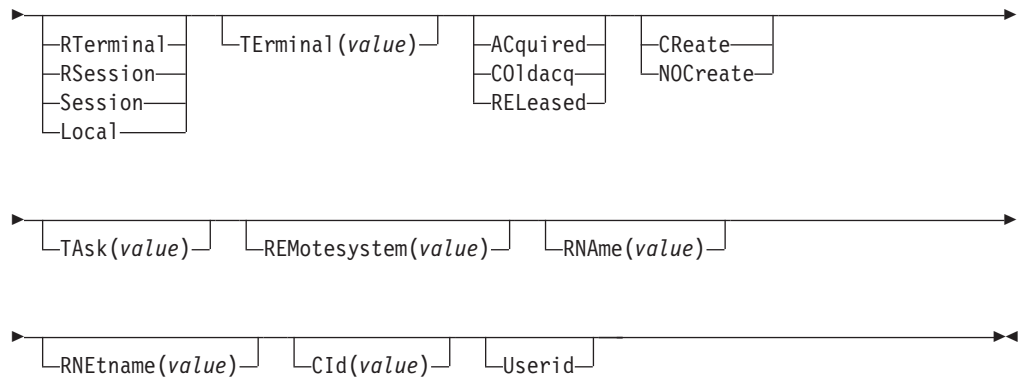 RTerminal TErminal(value) ACquired CReate
RSession COldacq NOCreate
Session RELeased
Local
TAsk(value) REMotesystem(value) RNAme(value)
RNEtname(value) CId(value) Userid